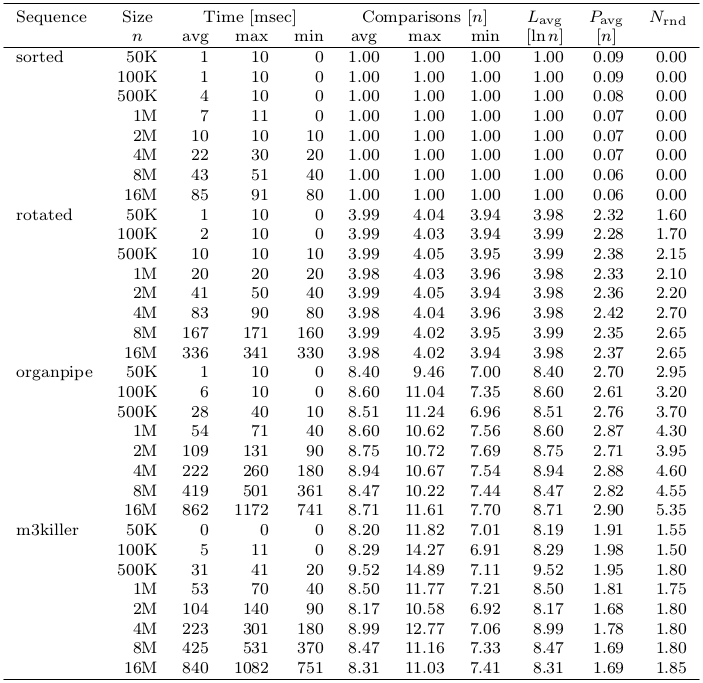 Sequence Size Time [msec] Comparisons [n] Lavg Pavg Nrnd
n avg max min avg max min [ln n] [n]
sorted 50K 1 10 0 1.00 1.00 1.00 1.00 0.09 0.00
100K 1 10 0 1.00 1.00 1.00 1.00 0.09 0.00
500K 4 10 0 1.00 1.00 1.00 1.00 0.08 0.00
1M 7 11 0 1.00 1.00 1.00 1.00 0.07 0.00
2M 10 10 10 1.00 1.00 1.00 1.00 0.07 0.00
4M 22 30 20 1.00 1.00 1.00 1.00 0.07 0.00
8M 43 51 40 1.00 1.00 1.00 1.00 0.06 0.00
16M 85 91 80 1.00 1.00 1.00 1.00 0.06 0.00
rotated 50K 1 10 0 3.99 4.04 3.94 3.98 2.32 1.60
100K 2 10 0 3.99 4.03 3.94 3.99 2.28 1.70
500K 10 10 10 3.99 4.05 3.95 3.99 2.38 2.15
1M 20 20 20 3.98 4.03 3.96 3.98 2.33 2.10
2M 41 50 40 3.99 4.05 3.94 3.98 2.36 2.20
4M 83 90 80 3.98 4.04 3.96 3.98 2.42 2.70
8M 167 171 160 3.99 4.02 3.95 3.99 2.35 2.65
16M 336 341 330 3.98 4.02 3.94 3.98 2.37 2.65
organpipe 50K 1 10 0 8.40 9.46 7.00 8.40 2.70 2.95
100K 6 10 0 8.60 11.04 7.35 8.60 2.61 3.20
500K 28 40 10 8.51 11.24 6.96 8.51 2.76 3.70
1M 54 71 40 8.60 10.62 7.56 8.60 2.87 4.30
2M 109 131 90 8.75 10.72 7.69 8.75 2.71 3.95
4M 222 260 180 8.94 10.67 7.54 8.94 2.88 4.60
8M 419 501 361 8.47 10.22 7.44 8.47 2.82 4.55
16M 862 1172 741 8.71 11.61 7.70 8.71 2.90 5.35
m3killer 50K 0 0 0 8.20 11.82 7.01 8.19 1.91 1.55
100K 5 11 0 8.29 14.27 6.91 8.29 1.98 1.50
500K 31 41 20 9.52 14.89 7.11 9.52 1.95 1.80
1M 53 70 40 8.50 11.77 7.21 8.50 1.81 1.75
2M 104 140 90 8.17 10.58 6.92 8.17 1.68 1.80
4M 223 301 180 8.99 12.77 7.06 8.99 1.78 1.80
8M 425 531 370 8.47 11.16 7.33 8.47 1.69 1.80
16M 840 1082 751 8.31 11.03 7.41 8.31 1.69 1.85